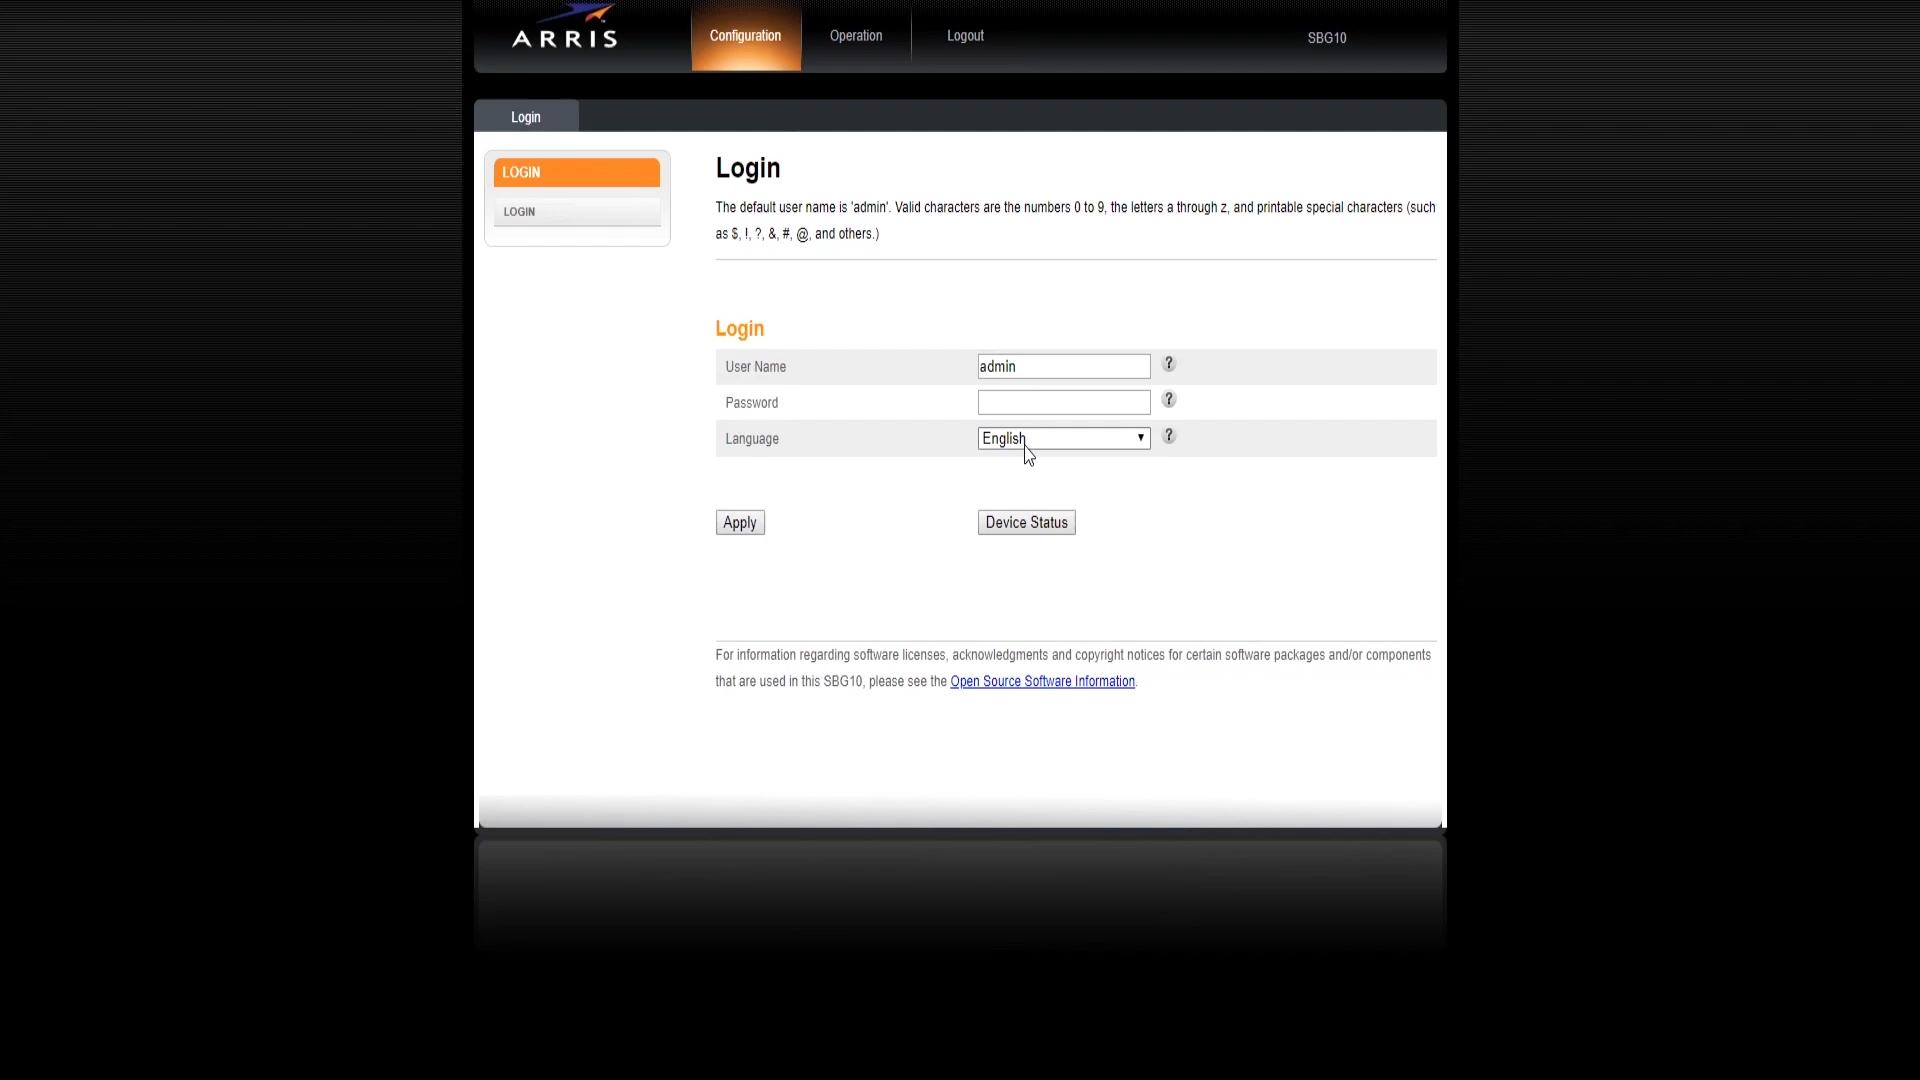 ARRIS
Configuration
Operation
Logout
SBG10
Login
LOGIN
LOGIN
Login
The default user name is 'admin'. Valid characters are the numbers 0 to 9, the letters a through z, and printable special characters (such
as $, !, ?, &, #, @, and others.)
Login
User Name
admin
?
Password
?
Language
English
?
Apply
Device Status
For information regarding software licenses, acknowledgments and copyright notices for certain software packages and/or components
that are used in this SBG10, please see the Open Source Software Information.